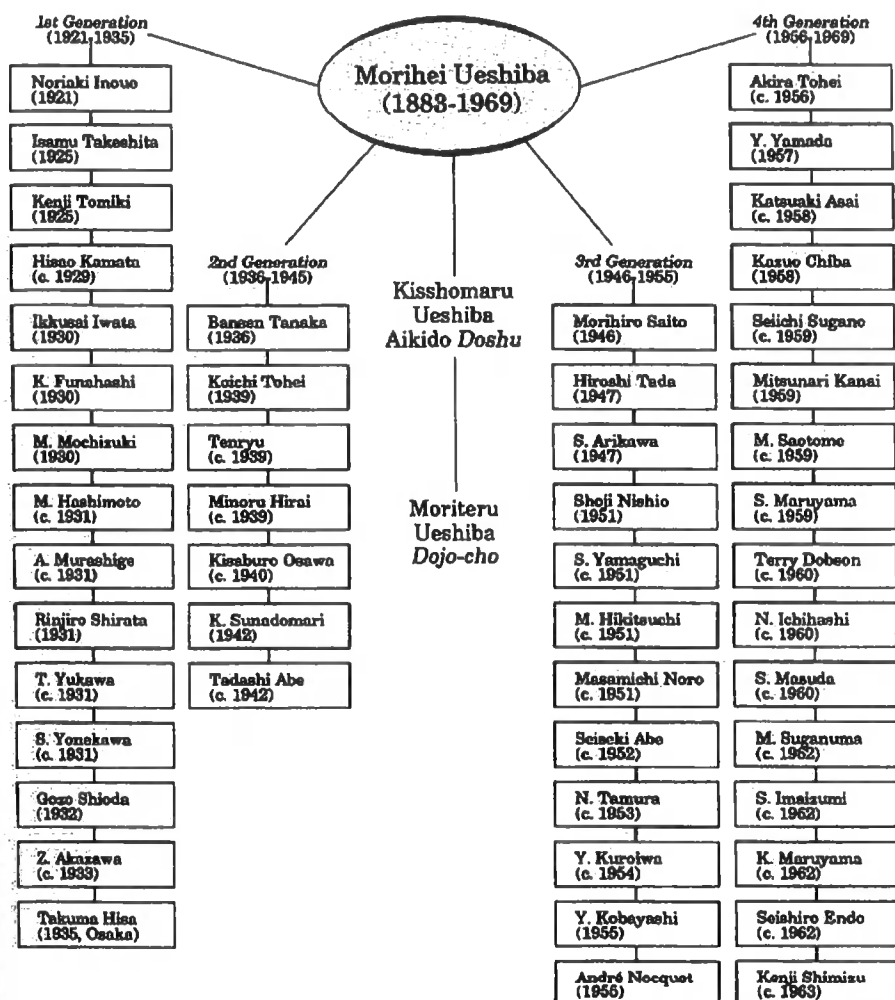 1st Generation
(1921-1935)
Noriaki Inoue
(1921)
Isamu Takeshita
(1925)
Kenji Tomiki
(1925)
Hisao Kamata
(c. 1929)
Ikkusai Iwata
(1930)
K. Funahashi
(1930)
M. Mochizuki
(1930)
M. Hashimoto
(c. 1931)
A. Murashige
(c. 1931)
Rinjiro Shirata
(1931)
T. Yukawa
(c. 1931)
S. Yonekawa
(c. 1931)
Gozo Shioda
(1932)
Z. Akazawa
(c. 1933)
Takuma Hisa
(1935, Osaka)
Morihei Ueshiba
(1883-1969)
2nd Generation
(1936-1945)
Bansen Tanaka
(1936)
Koichi Tohei
(1939)
Tenryu
(c. 1939)
Minoru Hirai
(c. 1939)
Kisaburo Osawa
(c. 1940)
K. Sunadomari
(1942)
Tadashi Abe
(c. 1942)
Kisshomaru
Ueshiba
Aikido Doshu
Moriteru
Ueshiba
Dojo-cho
3rd Generation
(1946-1955)
Morihiro Saito
(1946)
Hiroshi Tada
(1947)
S. Arikawa
(1947)
Shoji Nishio
(1951)
S. Yamaguchi
(c. 1951)
M. Hikitsuchi
(c. 1951)
Masamichi Noro
(c. 1951)
Seiseki Abe
(c. 1952)
N. Tamura
(c. 1953)
Y. Kuroiwa
(c. 1954)
Y. Kobayashi
(1955)
André Nocquet
(1955)
4th Generation
(1956-1969)
Akira Tohei
(c. 1956)
Y. Yamada
(1957)
Katsuaki Asai
(c. 1958)
Kazuo Chiba
(1958)
Seiichi Sugano
(c. 1959)
Mitsunari Kanai
(1959)
M. Saotome
(c. 1959)
S. Maruyama
(c. 1959)
Terry Dobson
(c. 1960)
N. Ichihashi
(c. 1960)
S. Masuda
(c. 1960)
M. Suganuma
(c. 1962)
S. Imaizumi
(c. 1962)
K. Maruyama
(c. 1962)
Seishiro Endo
(c. 1962)
Kenji Shimizu
(c. 1963)